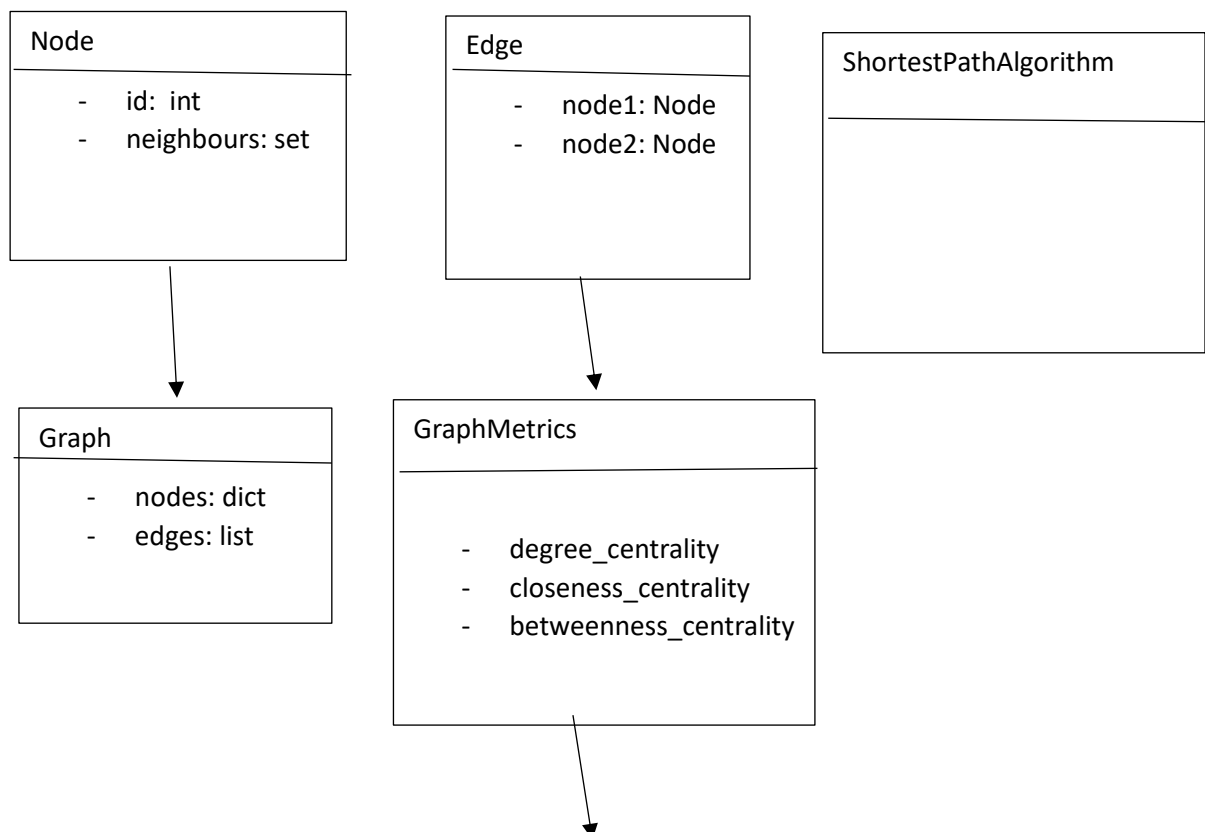 Node
- id: int
- neighbours: set
Edge
- node1: Node
- node2: Node
ShortestPathAlgorithm
Graph
- nodes: dict
- edges: list
GraphMetrics
- degree_centrality
- closeness_centrality
- betweenness_centrality